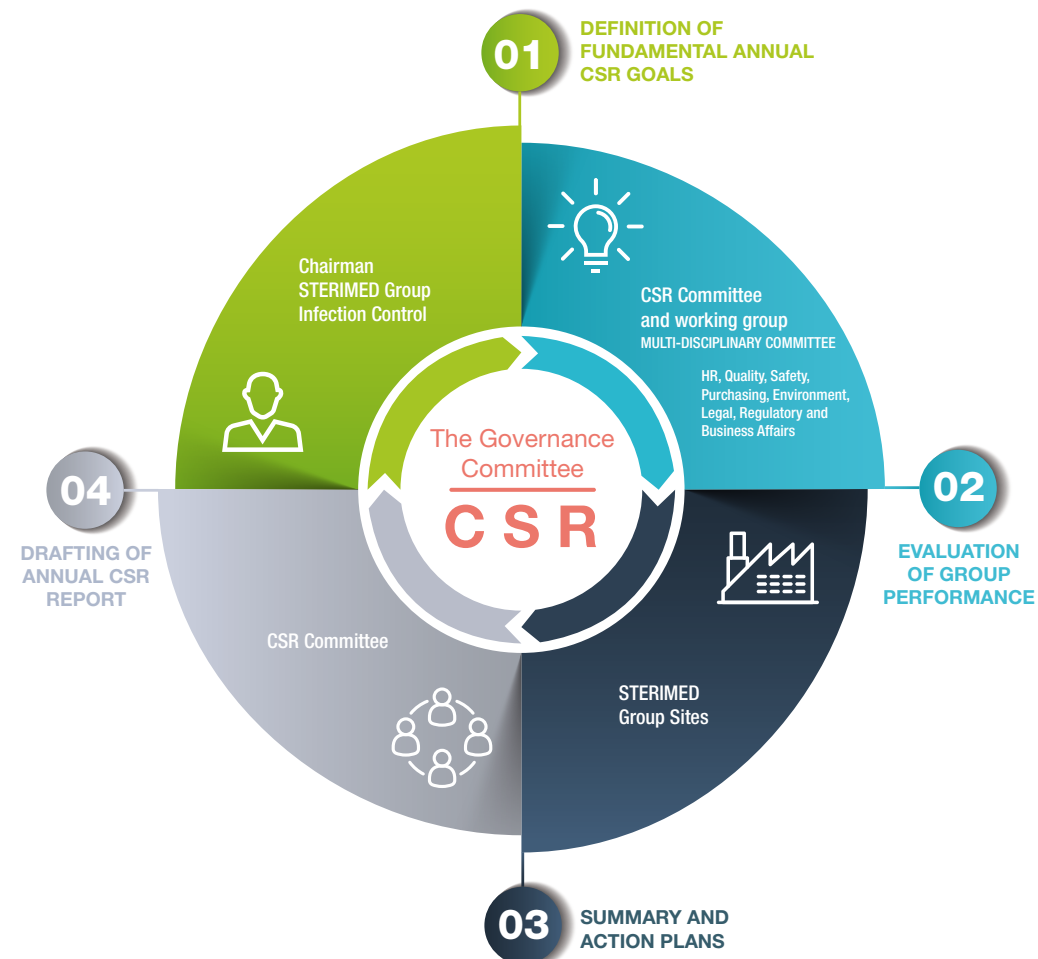 01
DEFINITION OF
FUNDAMENTAL ANNUAL
CSR GOALS
Chairman
STERIMED Group
Infection Control
CSR Committee
and working group
MULTI-DISCIPLINARY COMMITTEE
HR, Quality, Safety,
Purchasing, Environment,
Legal, Regulatory and
Business Affairs
The Governance
Committee
CSR
04
DRAFTING OF
ANNUAL CSR
REPORT
02
EVALUATION
OF GROUP
PERFORMANCE
CSR Committee
STERIMED
Group Sites
03
SUMMARY AND
ACTION PLANS